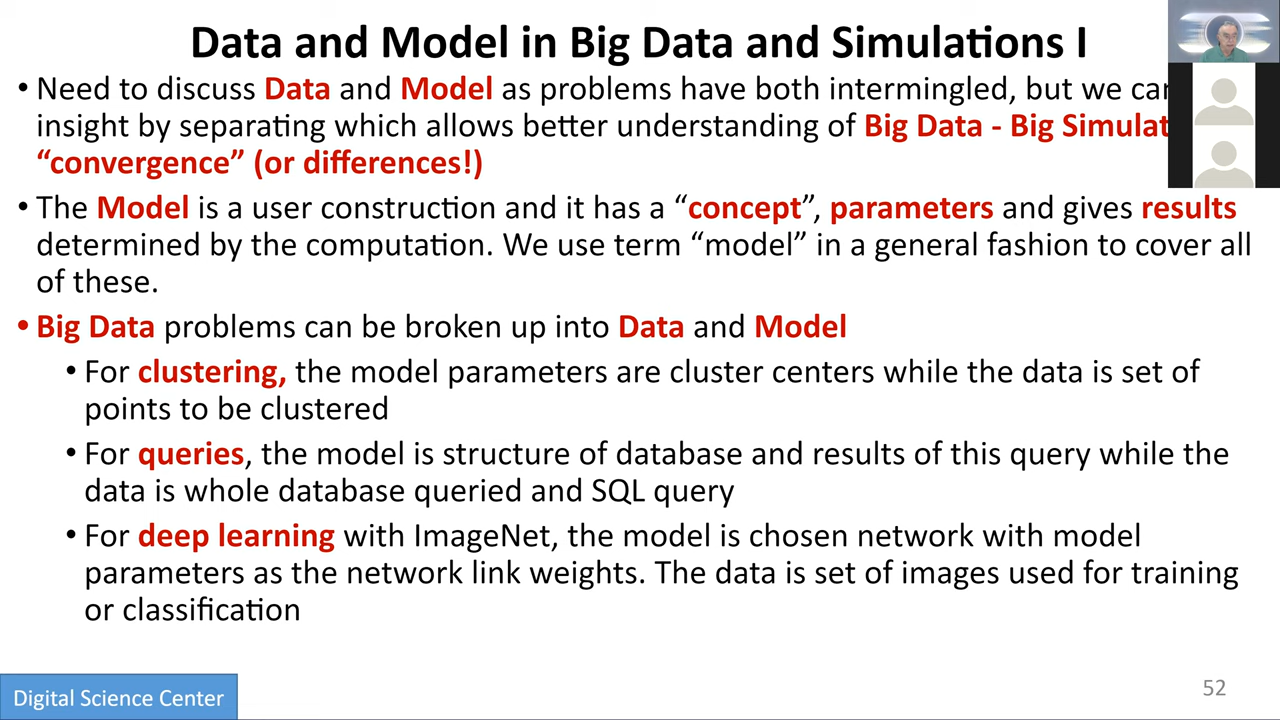 Data and Model in Big Data and Simulations I
• Need to discuss Data and Model as problems have both intermingled, but we can
insight by separating which allows better understanding of Big Data - Big
“convergence” (or differences!)
• The Model is a user construction and it has a “concept”, parameters and gives results
determined by the computation. We use term “model” in a general fashion to cover all
of these.
• Big Data problems can be broken up into Data and Model
• For clustering, the model parameters are cluster centers while the data is set of
points to be clustered
• For queries, the model is structure of database and results of this query while the
data is whole database queried and SQL query
• For deep learning with ImageNet, the model is chosen network with model
parameters as the network link weights. The data is set of images used for training
or classification
Digital Science Center
52